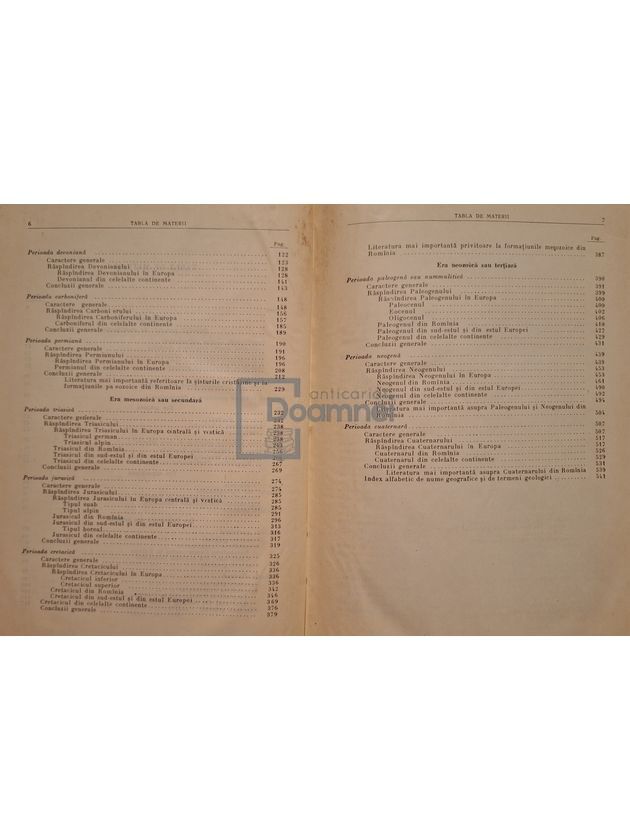 6 TABLA DE MATERII
Pag.
Perioada devoniană 122
Caractere generale 123
Răspîndirea Devonianului 128
Răspîndirea Devonianului în Europa 128
Devonianul din celelalte continente 141
Concluzii generale 143
Perioada carboniferă 148
Caractere generale 148
Răspîndirea Carboni erului 156
Răspîndirea Carboniferului în Europa 157
Carboniferul din celelalte continente 185
Concluzii generale 189
Perioada permiană 190
Caractere generale 191
Răspîndirea Permianului 196
Răspîndirea Permianului în Europa 196
Permianul din celelalte continente 208
Concluzii generale 212
Literatura mai importantă referitoare la șisturile cristaline și la
formațiunile pa eozoice din Romînia 229
Era mesozoică sau secundară
Perioada triasică 232
Caractere generale
Răspîndirea Triasicului 238
Răspîndirea Triasicului în Europa centrală și vestică 238
Triasicul german
Triasicul alpin
Triasicul din Romînia
Triasicul din sud-estul și din estul Europei
Triasicul din celelalte continente 267
Concluzii generale 269
Perioada jurasică 274
Caractere generale 274
Răspîndirea Jurasicului 285
Răspîndirea Jurasicului în Europa centrală și vestică 285
Tipul suab 285
Tipul alpin 285
Jurasicul din Romînia 291
Jurasicul din sud-estul și din estul Europei 296
Tipul boreal 313
Jurasicul din celelalte continente 316
Concluzii generale 317
319
Perioada cretacică 325
Caractere generale 326
Răspîndirea Cretacicului 336
Răspîndirea Cretacicului în Europa 336
Cretacicul inferior 336
Cretacicul superior 342
Cretacicul din Romînia 346
Cretacicul din sud-estul și din estul Europei 369
Cretacicul din celelalte continente 376
Concluzii generale 379
TABLA DE MATERII 7
Pag.
Literatura mai importantă privitoare la formațiunile mezozoice din
Romînia 387
Era neozoică sau terțiară
Perioada paleogenă sau nummulitică 390
Caractere generale 391
Răspîndirea Paleogenului 399
Răspîndirea Paleogenului în Europa 400
Paleocenul 400
Eocenul 402
Oligocenul 406
Paleogenul din Romînia 410
Paleogenul din sud-estul și din estul Europei 427
Paleogenul din celelalte continente 429
Concluzii generale 431
Perioada neogenă 439
Caractere generale 439
Răspîndirea Neogenului 453
Răspîndirea Neogenului în Europa 453
Neogenul din Romînia 461
Neogenul din sud-estul și din estul Europei 490
Neogenul din celelalte continente 492
Concluzii generale 494
Literatura mai importantă asupra Paleogenului și Neogenului din
Romînia 504
Perioada cuaternară 507
Caractere generale 507
Răspîndirea Cuaternarului 517
Răspîndirea Cuaternarului în Europa 517
Cuaternarul din Romînia 526
Cuaternarul din celelalte continente 529
Concluzii generale 531
Literatura mai importantă asupra Cuaternarului din Romînia 539
Index alfabetic de nume geografice și de termeni geologici 541
anticariat
Doamnei